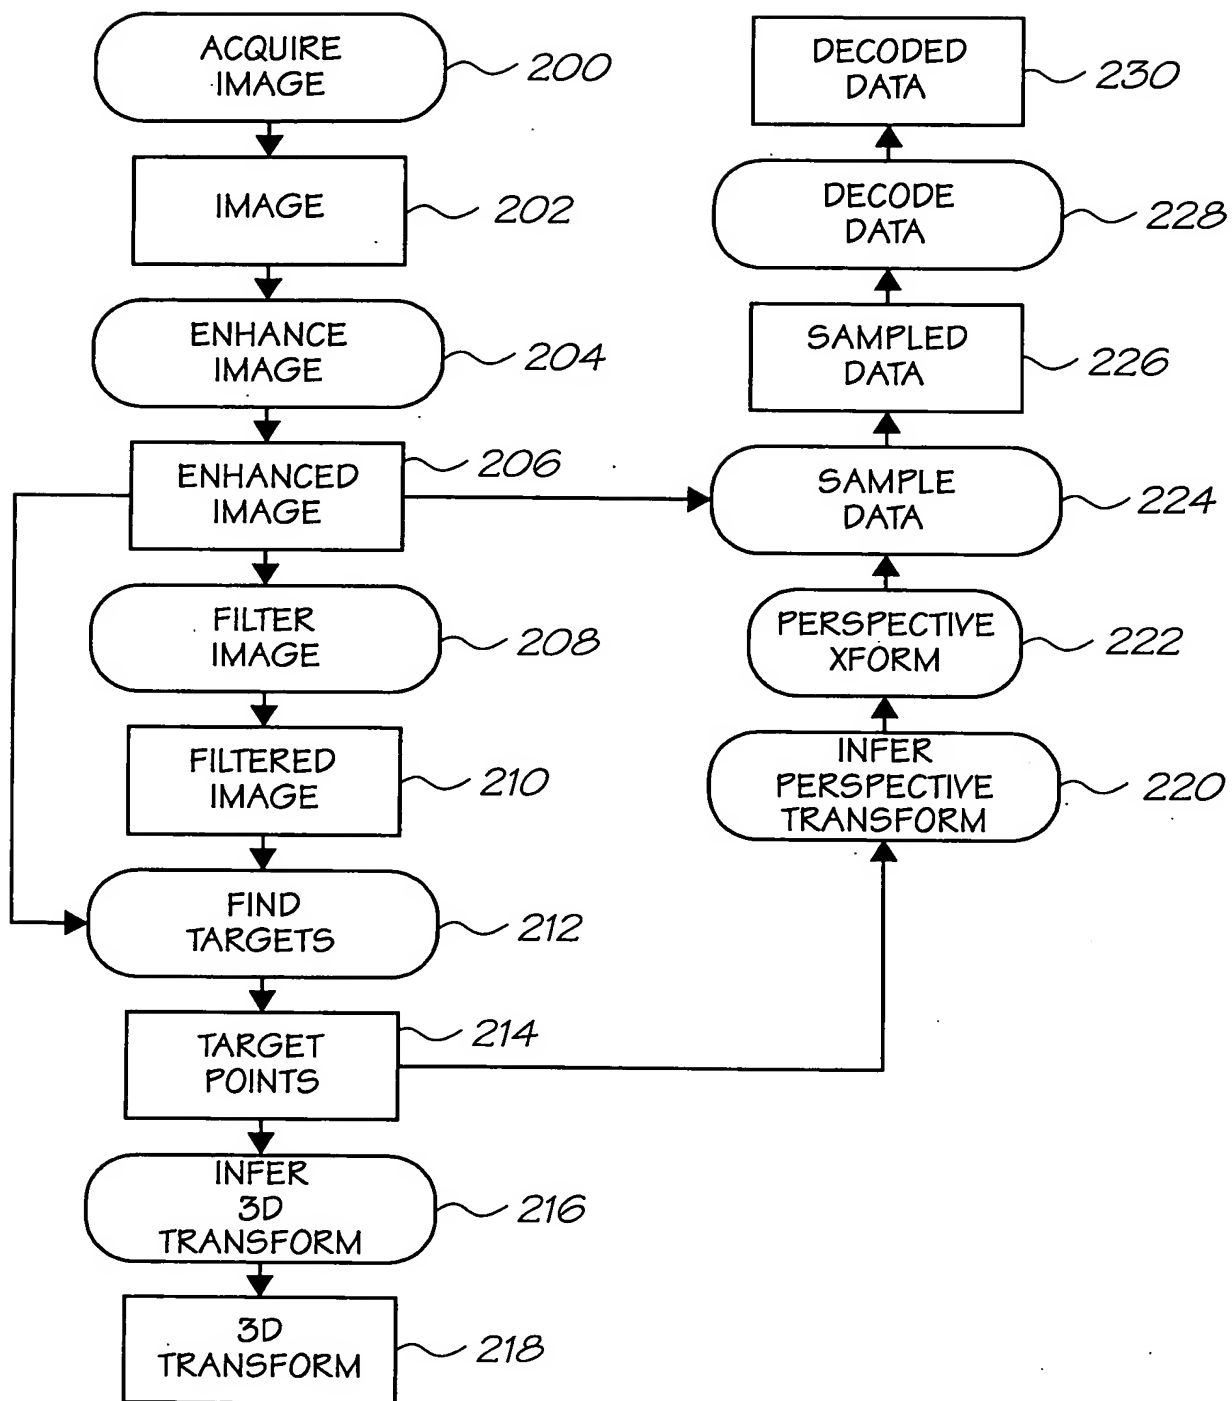 ACQUIRE
IMAGE
200
IMAGE
202
ENHANCE
IMAGE
204
ENHANCED
IMAGE
206
FILTER
IMAGE
208
FILTERED
IMAGE
210
FIND
TARGETS
212
TARGET
POINTS
214
INFER
3D
TRANSFORM
216
3D
TRANSFORM
218
DECODED
DATA
230
DECODE
DATA
228
SAMPLED
DATA
226
SAMPLE
DATA
224
PERSPECTIVE
XFORM
222
INFER
PERSPECTIVE
TRANSFORM
220